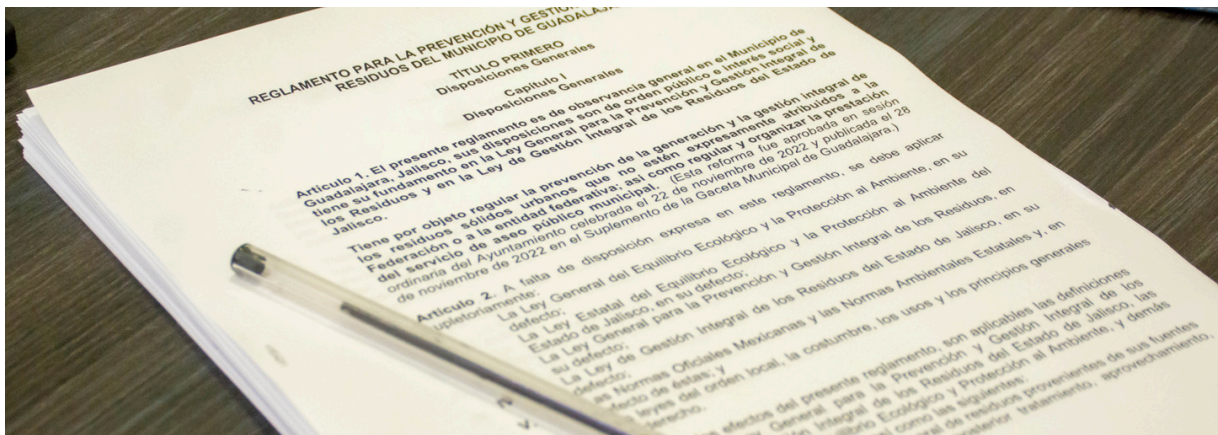 REGLAMENTO PARA LA PREVENCIÓN Y GESTIÓN
RESIDUOS DEL MUNICIPIO DE
TÍTULO PRIMERO
Disposiciones Generales
Capítulo I
Disposiciones Generales
Artículo 1. El presente reglamento es de observancia general en el Municipio de
Guadalajara, Jalisco, sus disposiciones son de orden público e interés social y
tiene su fundamento en la Ley General para la Prevención y Gestión Integral de
los Residuos y en la Ley de Gestión Integral de los Residuos del Estado de
Jalisco.
Tiene por objeto regular la prevención de la generación y la gestión integral de
los residuos sólidos urbanos que no estén expresamente atribuidos a la
Federación o a la entidad federativa; así como regular y organizar la prestación
del servicio de aseo público municipal. (Esta reforma fue aprobada en sesión
ordinaria del Ayuntamiento celebrada el 22 de noviembre de 2022 y publicada el 28
de noviembre de 2022 en el Suplemento de la Gaceta Municipal de Guadalajara.)
Artículo 2. A falta de disposición expresa en este reglamento, se debe aplicar
supletoriamente:
La Ley General del Equilibrio Ecológico y la Protección al Ambiente, en su
defecto;
La Ley Estatal del Equilibrio Ecológico y la Protección al Ambiente del
Estado de Jalisco, en su defecto;
La Ley General para la Prevención y Gestión Integral de los Residuos, en
su defecto;
La Ley de Gestión Integral de los Residuos del Estado de Jalisco, en su
defecto;
as Normas Oficiales Mexicanas y las Normas Ambientales Estatales y, en
efecto de éstas; y
leyes del orden local, la costumbre, los usos y los principios generales
derecho.
efectos del presente reglamento, son aplicables las definiciones
General para la Prevención y Gestión Integral de los
Integral de los Residuos del Estado de Jalisco, las
Ecológico y Protección al Ambiente, y demás
como las siguientes:
de residuos provenientes de sus fuentes
posterior tratamiento, aprovechamiento,